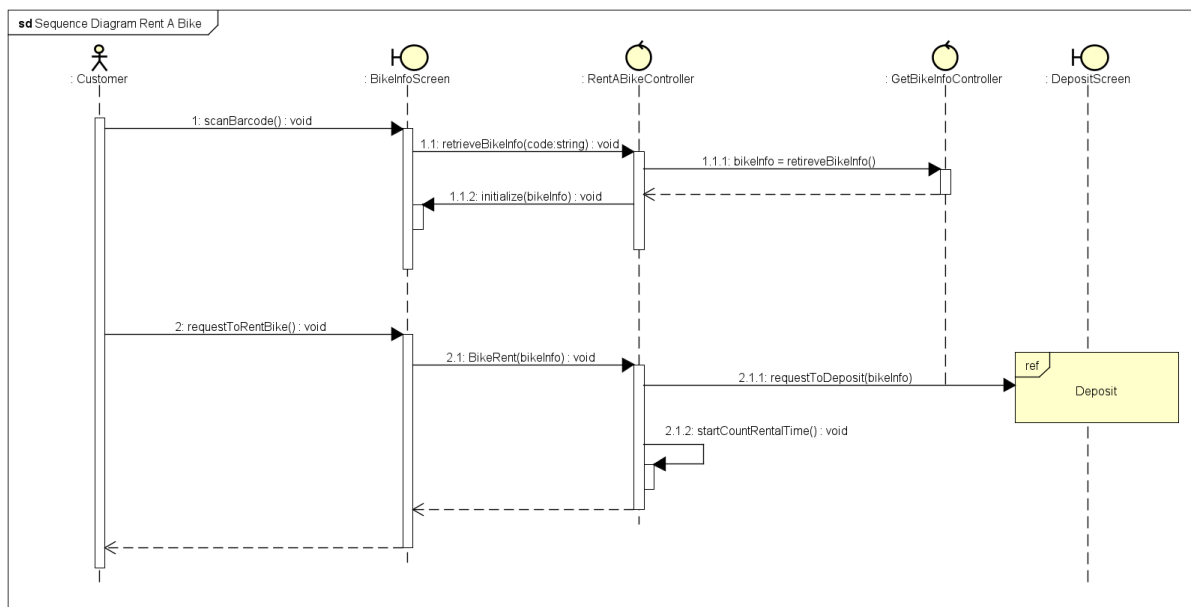 sd Sequence Diagram Rent A Bike
: Customer
: BikeInfoScreen
: RentABikeController
: GetBikeInfoController
: DepositScreen
1: scanBarcode() : void
1.1: retrieveBikeInfo(code:string) : void
1.1.1: bikeInfo = retireveBikeInfo()
1.1.2: initialize(bikeInfo) : void
2: requestToRentBike() : void
2.1: BikeRent(bikeInfo) : void
2.1.1: requestToDeposit(bikeInfo)
ref
Deposit
2.1.2: startCountRentalTime() : void